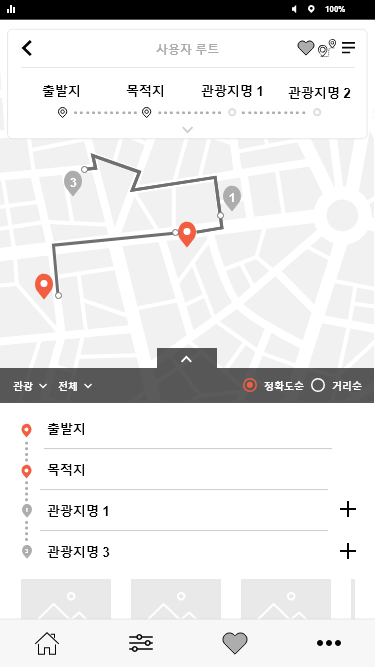 100%
사용자 루트
출발지 목적지 관광지명 1 관광지명 2
3
1
관광 전체 정확도순 거리순
출발지
목적지
1 관광지명 1
3 관광지명 3